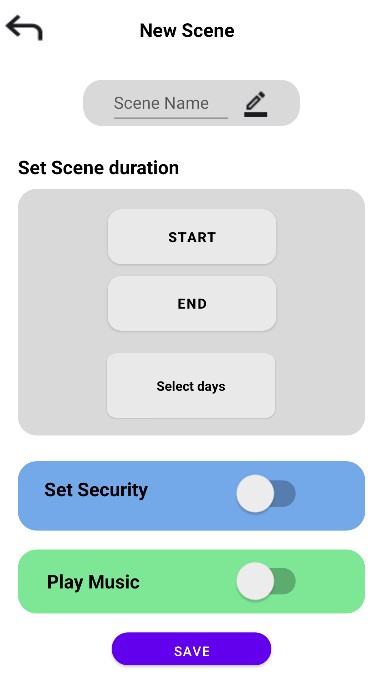 New Scene
Scene Name
Set Scene duration
START
END
Select days
Set Security
Play Music
SAVE